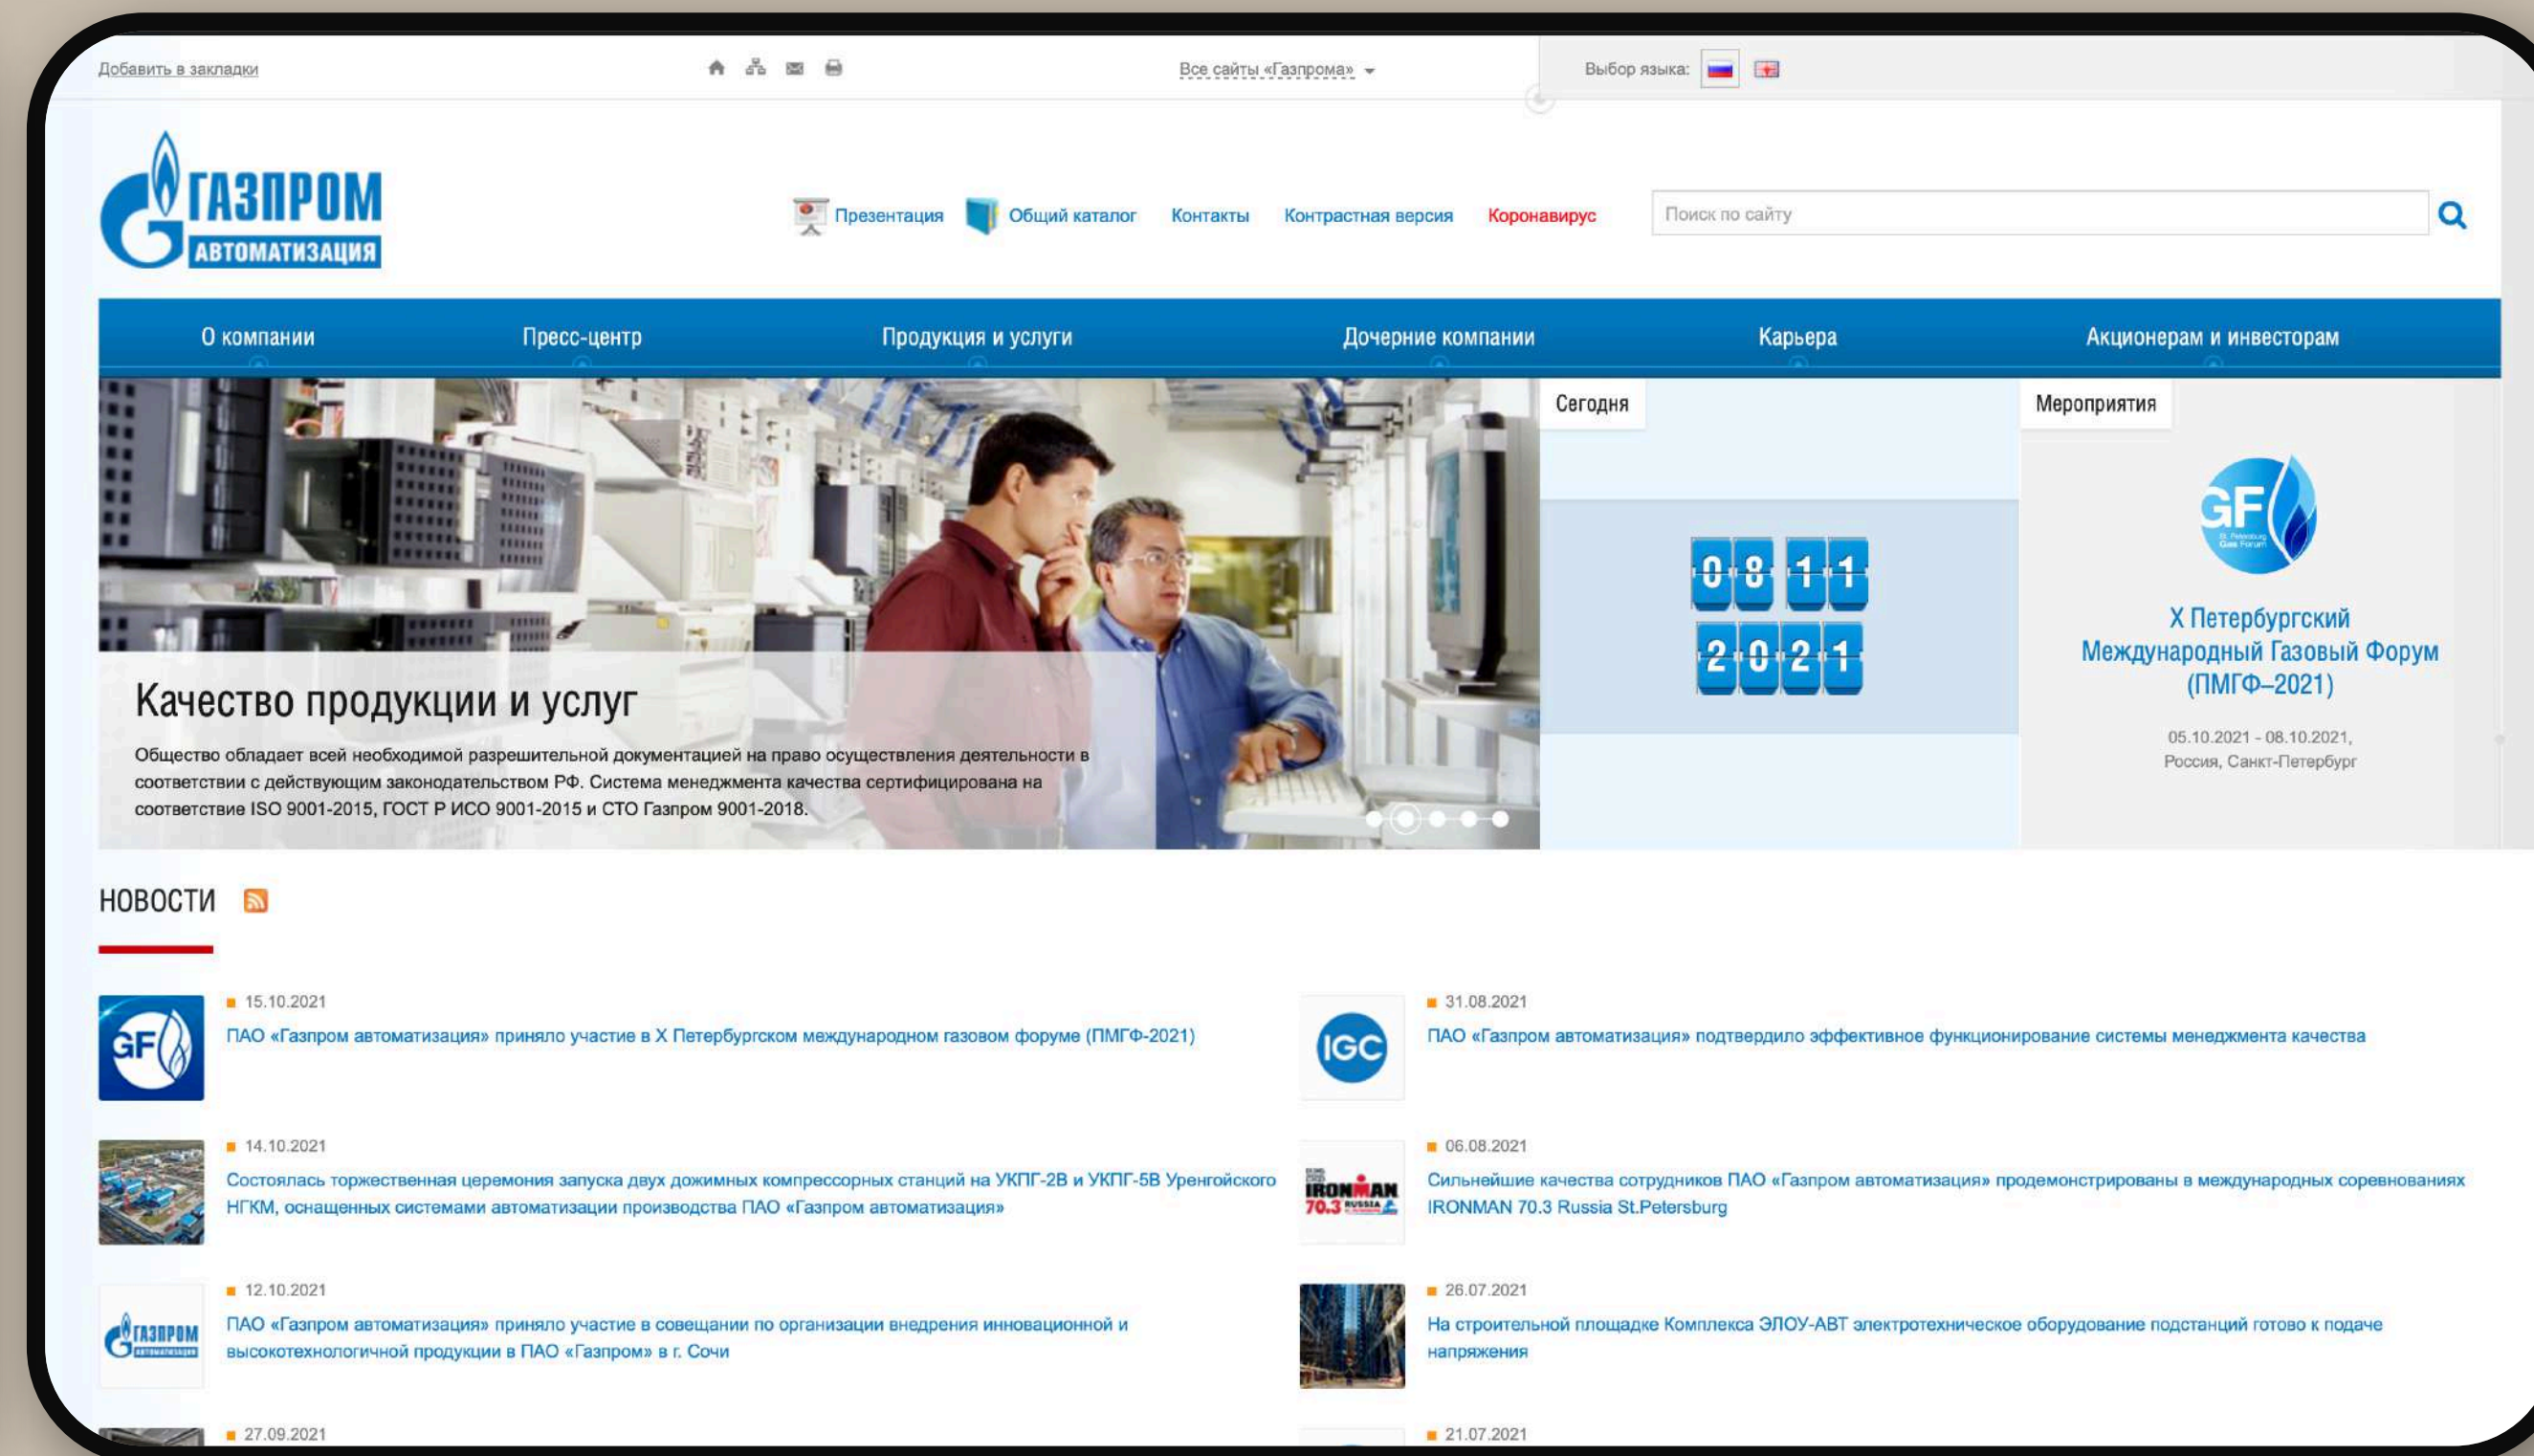 Добавить в закладки
Все сайты «Газпрома»
Выбор языка:
ГАЗПРОМ
АВТОМАТИЗАЦИЯ
Презентация
Общий каталог
Контакты
Контрастная версия
Коронавирус
Поиск по сайту
О компании
Пресс-центр
Продукция и услуги
Дочерние компании
Карьера
Акционерам и инвесторам
Качество продукции и услуг
Общество обладает всей необходимой разрешительной документацией на право осуществления деятельности в
соответствии с действующим законодательством РФ. Система менеджмента качества сертифицирована на
соответствие ISO 9001-2015, ГОСТ Р ИСО 9001-2015 и СТО Газпром 9001-2018.
Сегодня
08 11
2021
Мероприятия
GF
St. Petersburg
Gas Forum
X Петербургский
Международный Газовый Форум
(ПМГФ–2021)
05.10.2021 - 08.10.2021,
Россия, Санкт-Петербург
НОВОСТИ
GF
15.10.2021
ПАО «Газпром автоматизация» приняло участие в X Петербургском международном газовом форуме (ПМГФ-2021)
14.10.2021
Состоялась торжественная церемония запуска двух дожимных компрессорных станций на УКПГ-2В и УКПГ-5В Уренгойского
НГКМ, оснащенных системами автоматизации производства ПАО «Газпром автоматизация»
ГАЗПРОМ
АВТОМАТИЗАЦИЯ
12.10.2021
ПАО «Газпром автоматизация» приняло участие в совещании по организации внедрения инновационной и
высокотехнологичной продукции в ПАО «Газпром» в г. Сочи
27.09.2021
IGC
31.08.2021
ПАО «Газпром автоматизация» подтвердило эффективное функционирование системы менеджмента качества
IRONMAN
70.3 RUSSIA
06.08.2021
Сильнейшие качества сотрудников ПАО «Газпром автоматизация» продемонстрированы в международных соревнованиях
IRONMAN 70.3 Russia St.Petersburg
26.07.2021
На строительной площадке Комплекса ЭЛОУ-АВТ электротехническое оборудование подстанций готово к подаче
напряжения
21.07.2021